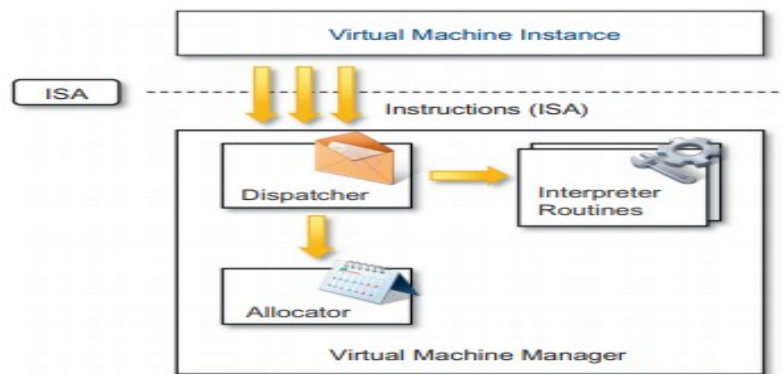 Virtual Machine Instance
ISA
Instructions (ISA)
Dispatcher
Interpreter
Routines
Allocator
Virtual Machine Manager